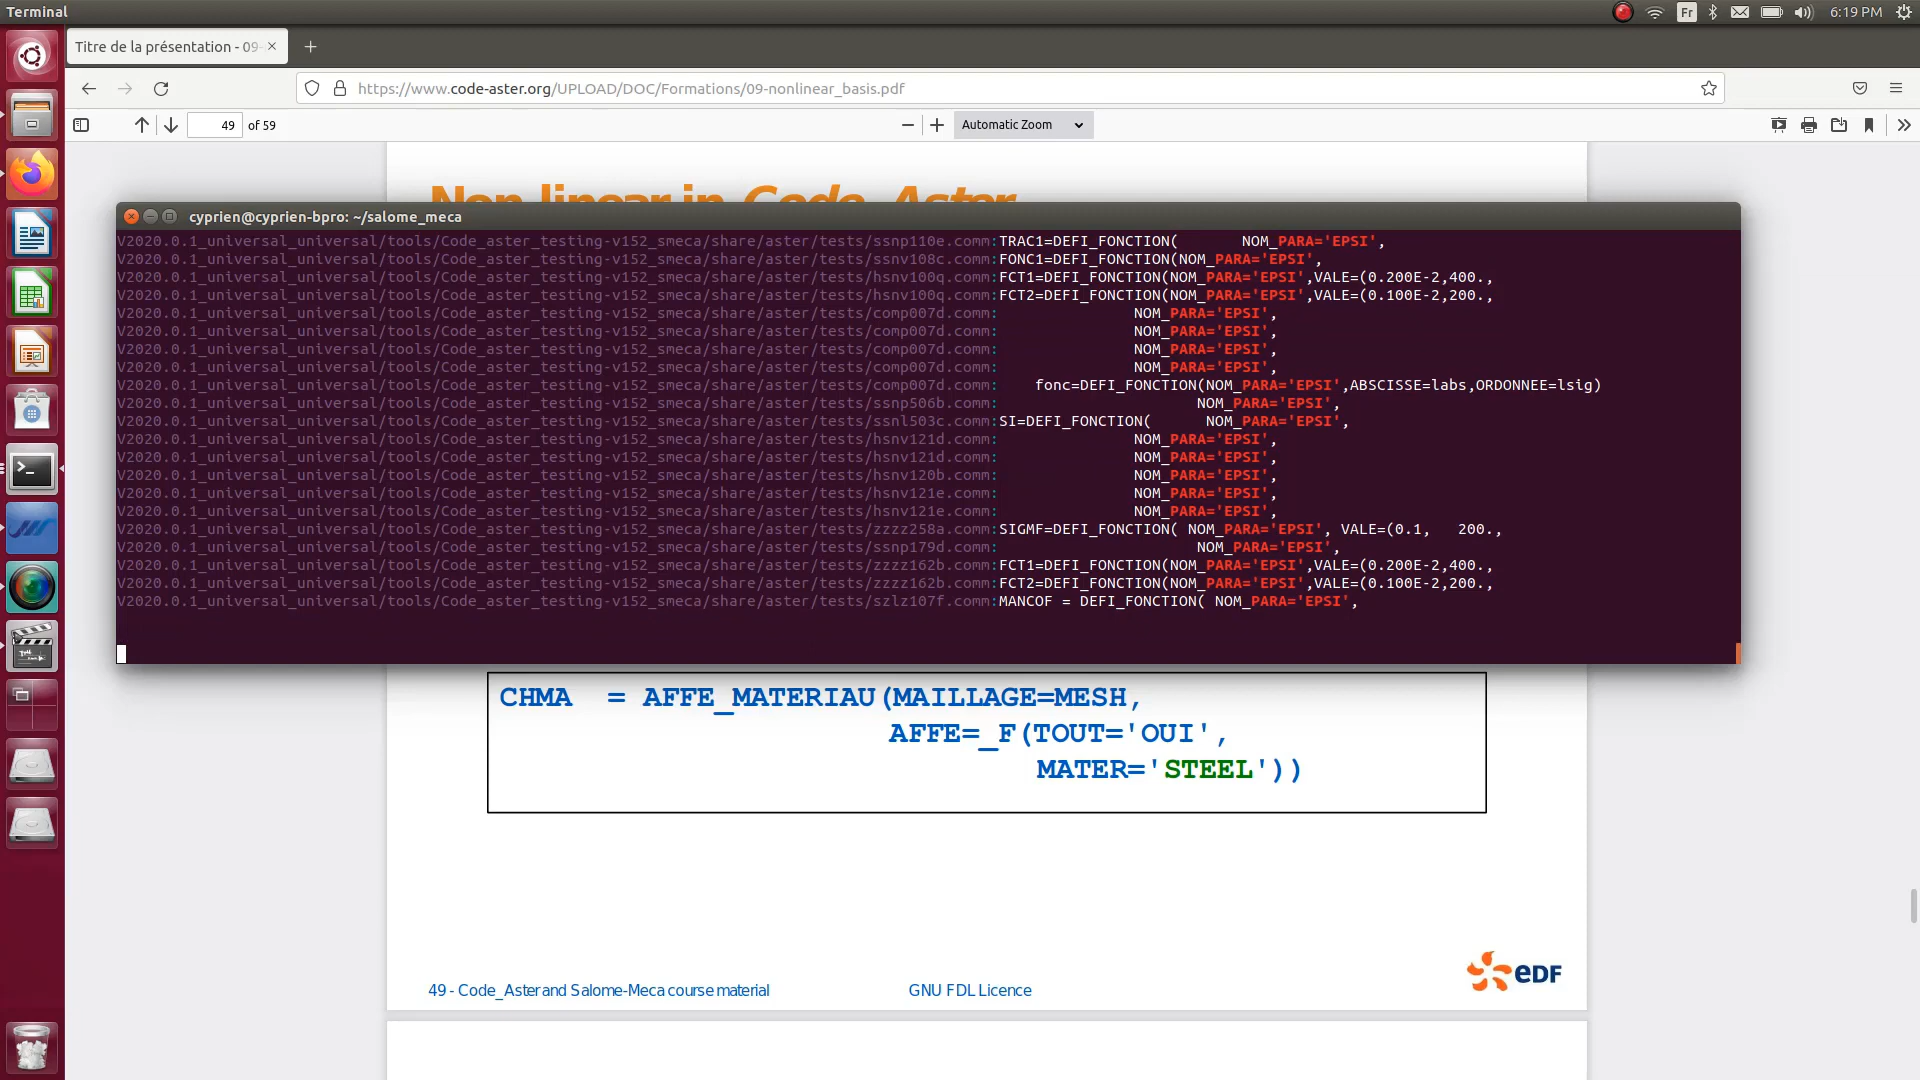 Terminal
Fr
6:19 PM
Titre de la présentation - 09-
https://www.code-aster.org/UPLOAD/DOC/Formations/09-nonlinear_basis.pdf
49 of 59
Automatic Zoom
Non linear in Code_Aster
cyprien@cyprien-bpro: ~/salome_meca
V2020.0.1_universal_universal/tools/Code_aster_testing-v152_smeca/share/aster/tests/ssnp110e.comm:TRAC1=DEFI_FONCTION(       NOM_PARA='EPSI',
V2020.0.1_universal_universal/tools/Code_aster_testing-v152_smeca/share/aster/tests/ssnv108c.comm:FONC1=DEFI_FONCTION(NOM_PARA='EPSI',
V2020.0.1_universal_universal/tools/Code_aster_testing-v152_smeca/share/aster/tests/hsnv100q.comm:FCT1=DEFI_FONCTION(NOM_PARA='EPSI',VALE=(0.200E-2,400.,
V2020.0.1_universal_universal/tools/Code_aster_testing-v152_smeca/share/aster/tests/hsnv100q.comm:FCT2=DEFI_FONCTION(NOM_PARA='EPSI',VALE=(0.100E-2,200.,
V2020.0.1_universal_universal/tools/Code_aster_testing-v152_smeca/share/aster/tests/comp007d.comm:               NOM_PARA='EPSI',
V2020.0.1_universal_universal/tools/Code_aster_testing-v152_smeca/share/aster/tests/comp007d.comm:               NOM_PARA='EPSI',
V2020.0.1_universal_universal/tools/Code_aster_testing-v152_smeca/share/aster/tests/comp007d.comm:               NOM_PARA='EPSI',
V2020.0.1_universal_universal/tools/Code_aster_testing-v152_smeca/share/aster/tests/comp007d.comm:               NOM_PARA='EPSI',
V2020.0.1_universal_universal/tools/Code_aster_testing-v152_smeca/share/aster/tests/comp007d.comm:    fonc=DEFI_FONCTION(NOM_PARA='EPSI',ABSCISSE=labs,ORDONNEE=lsig)
V2020.0.1_universal_universal/tools/Code_aster_testing-v152_smeca/share/aster/tests/ssnp506b.comm:                      NOM_PARA='EPSI',
V2020.0.1_universal_universal/tools/Code_aster_testing-v152_smeca/share/aster/tests/ssnl503c.comm:SI=DEFI_FONCTION(      NOM_PARA='EPSI',
V2020.0.1_universal_universal/tools/Code_aster_testing-v152_smeca/share/aster/tests/hsnv121d.comm:               NOM_PARA='EPSI',
V2020.0.1_universal_universal/tools/Code_aster_testing-v152_smeca/share/aster/tests/hsnv121d.comm:               NOM_PARA='EPSI',
V2020.0.1_universal_universal/tools/Code_aster_testing-v152_smeca/share/aster/tests/hsnv120b.comm:               NOM_PARA='EPSI',
V2020.0.1_universal_universal/tools/Code_aster_testing-v152_smeca/share/aster/tests/hsnv121e.comm:               NOM_PARA='EPSI',
V2020.0.1_universal_universal/tools/Code_aster_testing-v152_smeca/share/aster/tests/hsnv121e.comm:               NOM_PARA='EPSI',
V2020.0.1_universal_universal/tools/Code_aster_testing-v152_smeca/share/aster/tests/zzzz258a.comm:SIGMF=DEFI_FONCTION( NOM_PARA='EPSI', VALE=(0.1,   200.,
V2020.0.1_universal_universal/tools/Code_aster_testing-v152_smeca/share/aster/tests/ssnp179d.comm:                      NOM_PARA='EPSI',
V2020.0.1_universal_universal/tools/Code_aster_testing-v152_smeca/share/aster/tests/zzzz162b.comm:FCT1=DEFI_FONCTION(NOM_PARA='EPSI',VALE=(0.200E-2,400.,
V2020.0.1_universal_universal/tools/Code_aster_testing-v152_smeca/share/aster/tests/zzzz162b.comm:FCT2=DEFI_FONCTION(NOM_PARA='EPSI',VALE=(0.100E-2,200.,
V2020.0.1_universal_universal/tools/Code_aster_testing-v152_smeca/share/aster/tests/szlz107f.comm:MANCOF = DEFI_FONCTION( NOM_PARA='EPSI',
CHMA  = AFFE_MATERIAU(MAILLAGE=MESH,
AFFE=_F(TOUT='OUI',
MATER='STEEL'))
EDF
49 - Code_Aster and Salome-Meca course material
GNU FDL Licence